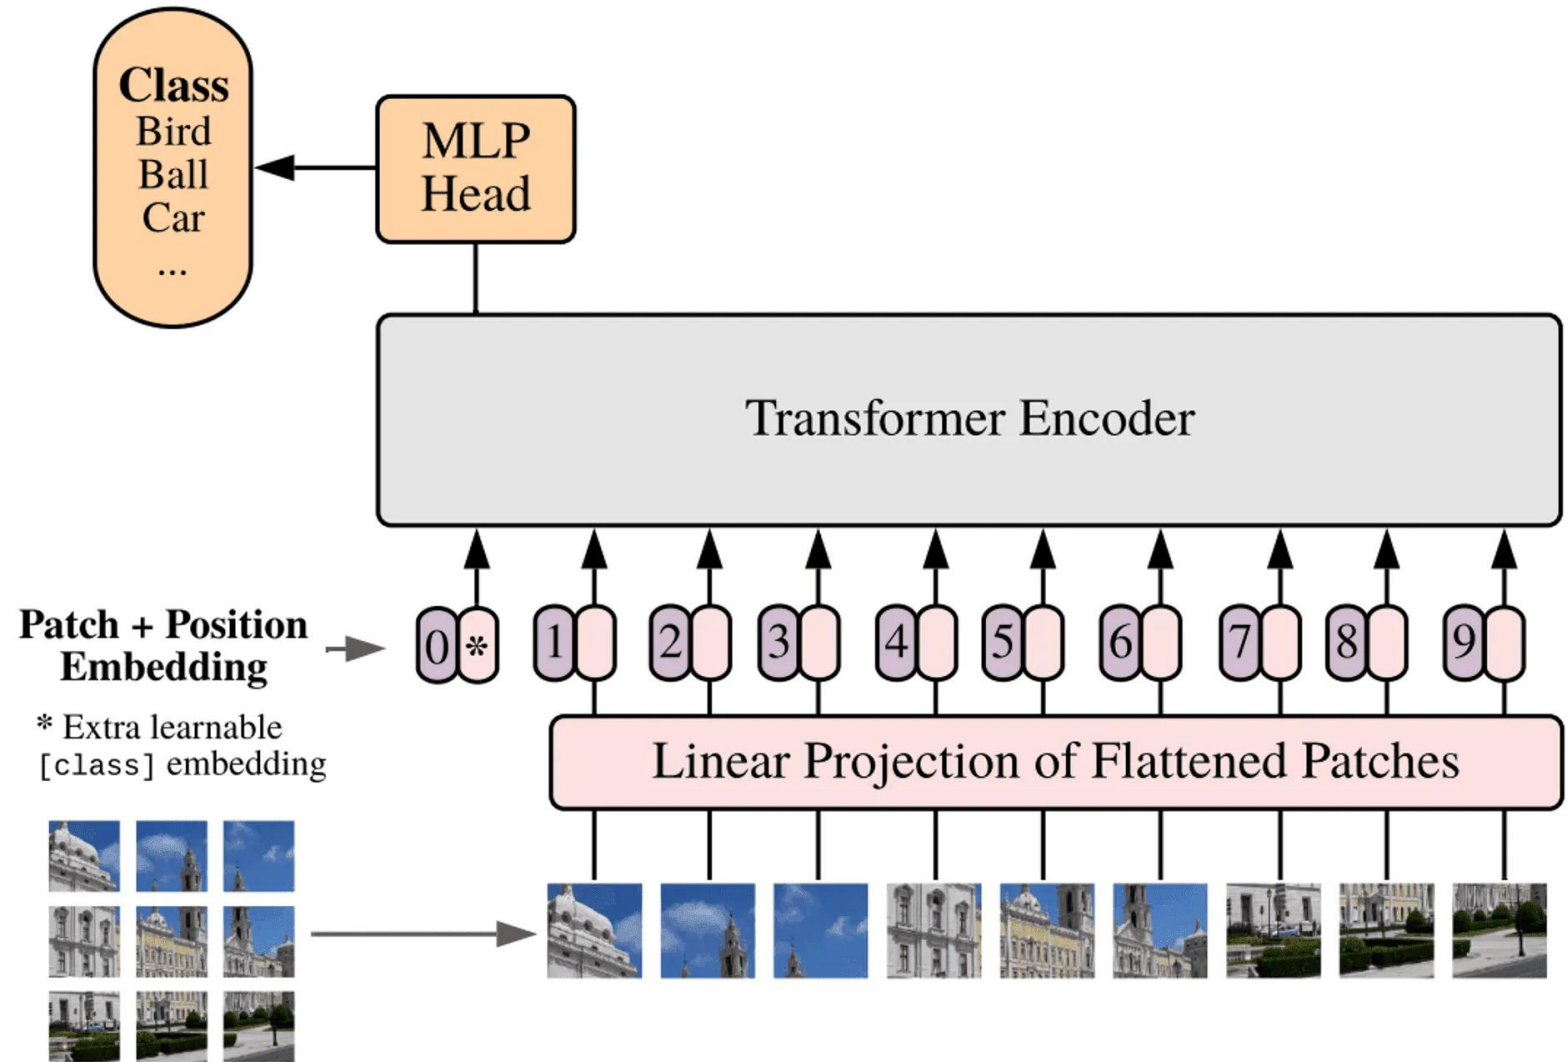 Class
Bird
Ball
Car
...
MLP
Head
Transformer Encoder
Patch + Position
Embedding
0 * 1 2 3 4 5 6 7 8 9
* Extra learnable
[class] embedding
Linear Projection of Flattened Patches